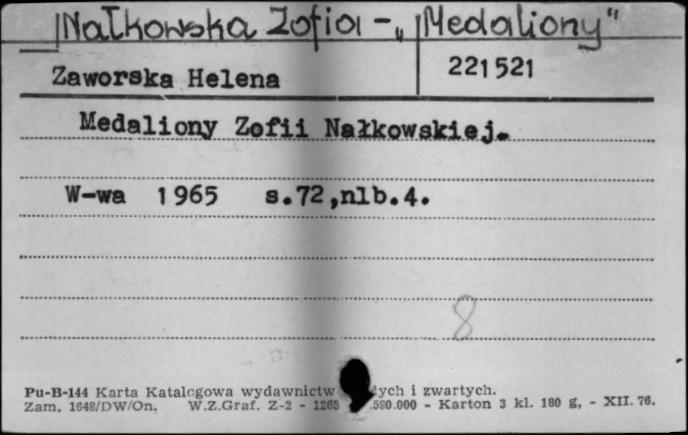 Nałkowska Zofia - „Medaliony"
Zaworska Helena 221521
Medaliony Zofii Nałkowskiej.
W-wa 1965 s.72,nlb.4.
8
Pu-B-144 Karta Katalogowa wydawnictw i zwartych.
Zam. 1648/DW/On. W.Z.Graf. Z-2 - 1265 .590.000 - Karton 3 kl. 180 g, - XII. 76.